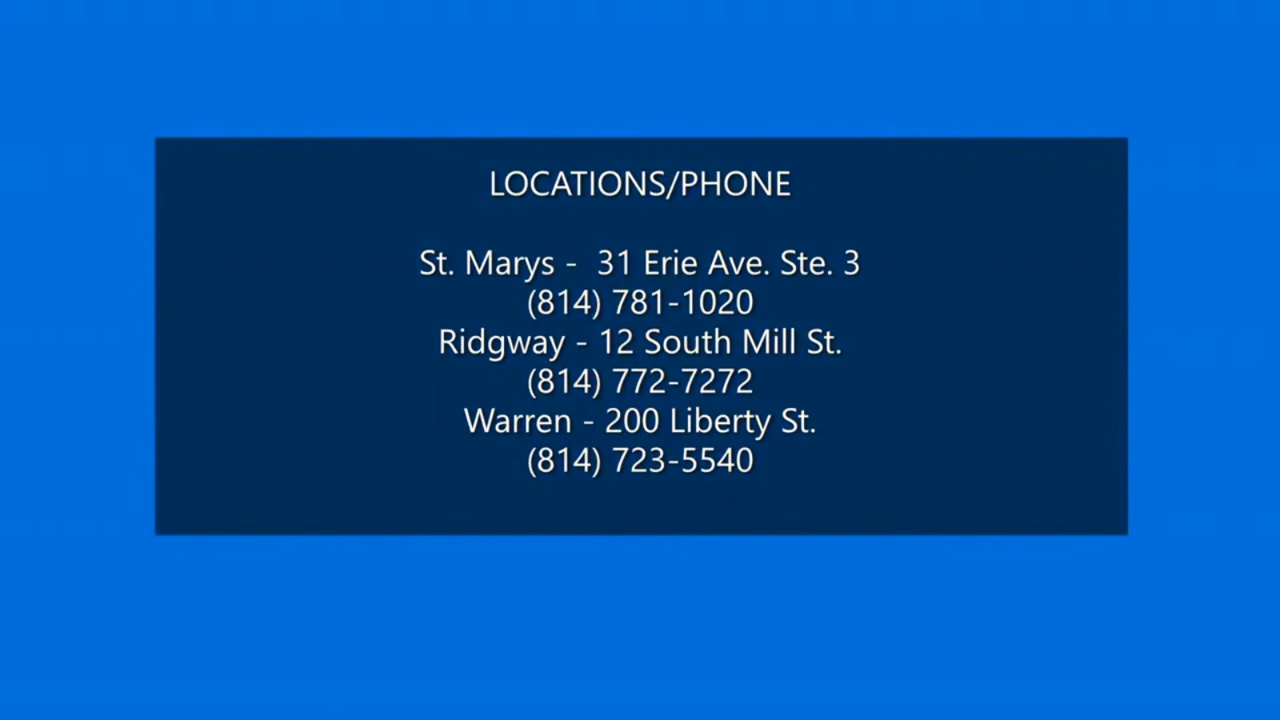 LOCATIONS/PHONE
St. Marys -  31 Erie Ave. Ste. 3
(814) 781-1020
Ridgway - 12 South Mill St.
(814) 772-7272
Warren - 200 Liberty St.
(814) 723-5540